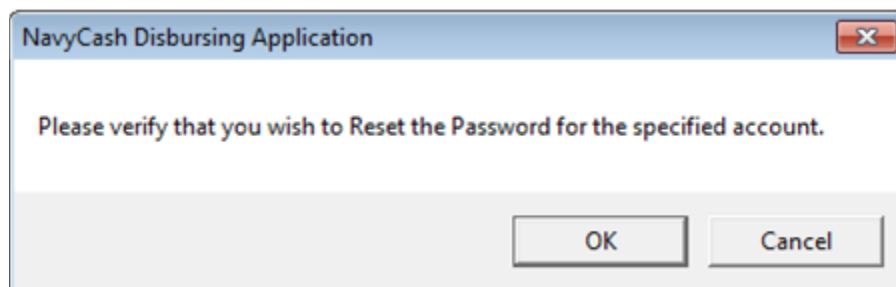 NavyCash Disbursing Application
Please verify that you wish to Reset the Password for the specified account.
OK Cancel